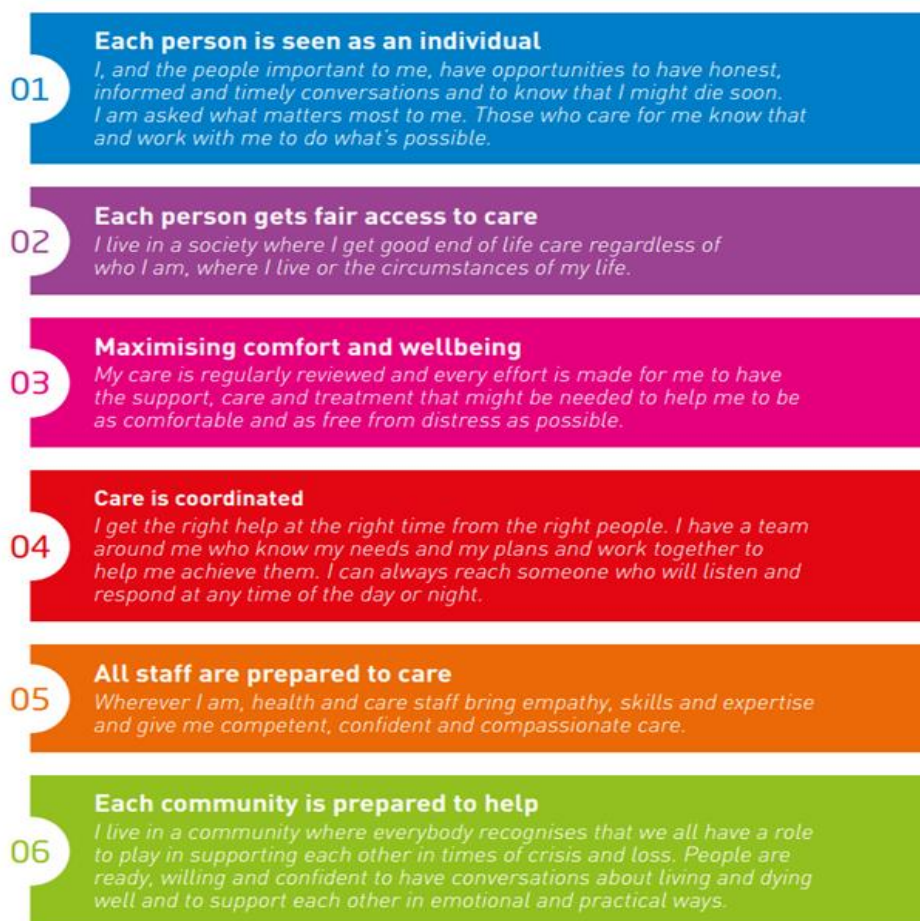 01
Each person is seen as an individual
I, and the people important to me, have opportunities to have honest,
informed and timely conversations and to know that I might die soon.
I am asked what matters most to me. Those who care for me know that
and work with me to do what's possible.
02
Each person gets fair access to care
I live in a society where I get good end of life care regardless of
who I am, where I live or the circumstances of my life.
03
Maximising comfort and wellbeing
My care is regularly reviewed and every effort is made for me to have
the support, care and treatment that might be needed to help me to be
as comfortable and as free from distress as possible.
04
Care is coordinated
I get the right help at the right time from the right people. I have a team
around me who know my needs and my plans and work together to
help me achieve them. I can always reach someone who will listen and
respond at any time of the day or night.
05
All staff are prepared to care
Wherever I am, health and care staff bring empathy, skills and expertise
and give me competent, confident and compassionate care.
06
Each community is prepared to help
I live in a community where everybody recognises that we all have a role
to play in supporting each other in times of crisis and loss. People are
ready, willing and confident to have conversations about living and dying
well and to support each other in emotional and practical ways.